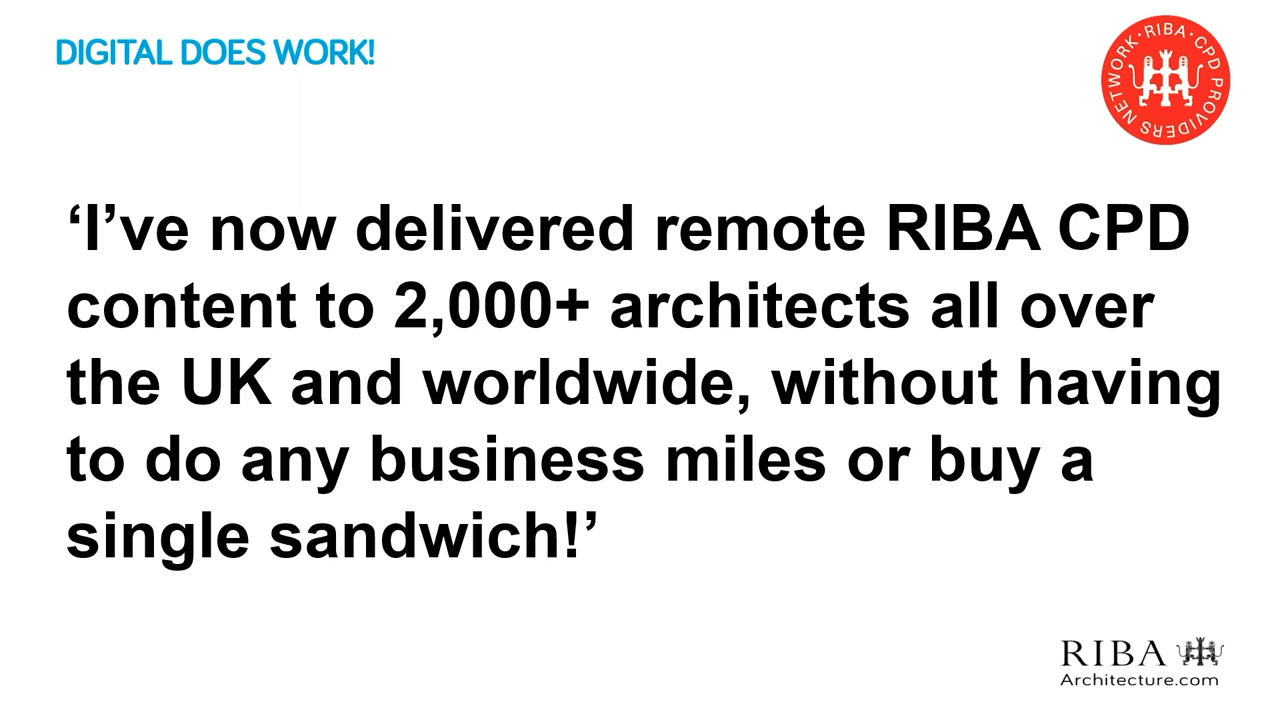 DIGITAL DOES WORK!
NETWORK · RIBA · CPD PROVIDERS
‘I’ve now delivered remote RIBA CPD
content to 2,000+ architects all over
the UK and worldwide, without having
to do any business miles or buy a
single sandwich!’
RIBA
Architecture.com